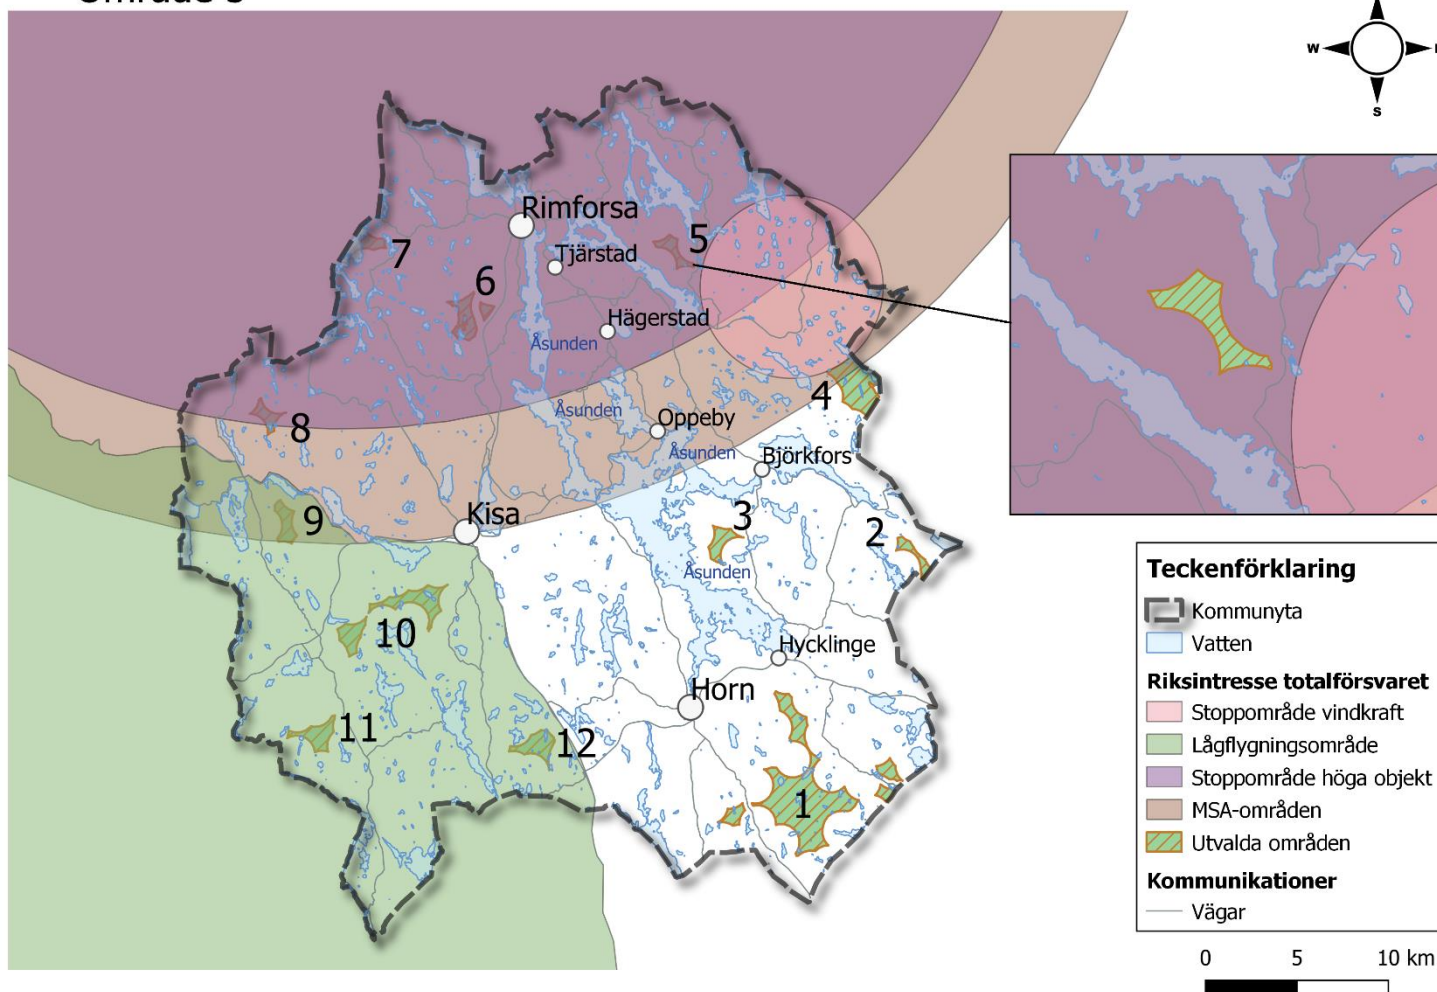 W
S
Rimforsa
7
Tjärstad
5
6
Hägerstad
Åsunden
4
Åsunden
8
Oppeby
Åsunden
Björkfors
9
Kisa
3
2
Åsunden
10
Hycklinge
Horn
11
12
1
Teckenförklaring
Kommunyta
Vatten
Riksintresse totalförsvaret
Stoppområde vindkraft
Lågflygningsområde
Stoppområde höga objekt
MSA-områden
Utvalda områden
Kommunikationer
Vägar
0 5 10 km